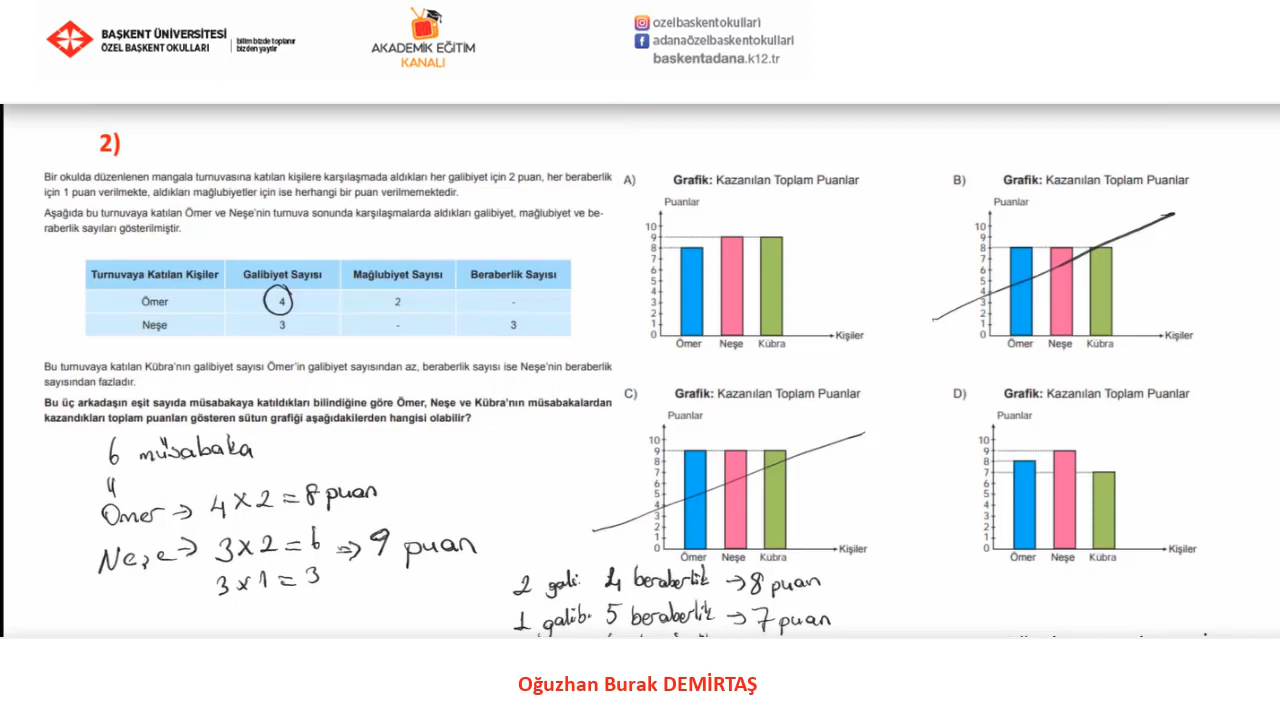 BAŞKENT ÜNİVERSİTESİ
ÖZEL BAŞKENT OKULLARI
bilim bizde toplanır
bizden yayılır
AKADEMİK EĞİTİM
KANALI
ozelbaskentokullari
adanaözelbaskentokullari
baskentadana.k12.tr
2)
Bir okulda düzenlenen mangala turnuvasına katılan kişilere karşılaşmada aldıkları her galibiyet için 2 puan, her beraberlik
için 1 puan verilmekte, aldıkları mağlubiyetler için ise herhangi bir puan verilmemektedir.
Aşağıda bu turnuvaya katılan Ömer ve Neşe'nin turnuva sonunda karşılaşmalarda aldıkları galibiyet, mağlubiyet ve be-
raberlik sayıları gösterilmiştir.
Turnuvaya Katılan Kişiler Galibiyet Sayısı Mağlubiyet Sayısı Beraberlik Sayısı
Ömer 4 2 -
Neşe 3 - 3
Bu turnuvaya katılan Kübra'nın galibiyet sayısı Ömer'in galibiyet sayısından az, beraberlik sayısı ise Neşe'nin beraberlik
sayısından fazladır.
Bu üç arkadaşın eşit sayıda müsabakaya katıldıkları bilindiğine göre Ömer, Neşe ve Kübra'nın müsabakalardan
kazandıkları toplam puanları gösteren sütun grafiği aşağıdakilerden hangisi olabilir?
6 müsabaka
Ömer => 4 x 2 = 8 puan
Neşe => 3 x 2 = 6 => 9 puan
3 x 1 = 3
A) Grafik: Kazanılan Toplam Puanlar
Puanlar
10
9
8
7
6
5
4
3
2
1
0
Ömer Neşe Kübra Kişiler
B) Grafik: Kazanılan Toplam Puanlar
Puanlar
10
9
8
7
6
5
4
3
2
1
0
Ömer Neşe Kübra Kişiler
C) Grafik: Kazanılan Toplam Puanlar
Puanlar
10
9
8
7
6
5
4
3
2
1
0
Ömer Neşe Kübra Kişiler
D) Grafik: Kazanılan Toplam Puanlar
Puanlar
10
9
8
7
6
5
4
3
2
1
0
Ömer Neşe Kübra Kişiler
2 gali. 4 beraberlik → 8 puan
1 galib. 5 beraberlik → 7 puan
Oğuzhan Burak DEMİRTAŞ